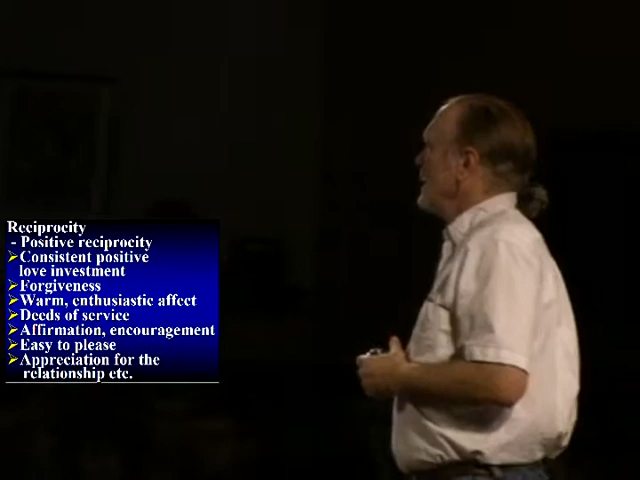 Reciprocity
- Positive reciprocity
➢Consistent positive
love investment
➢Forgiveness
➢Warm, enthusiastic affect
➢Deeds of service
➢Affirmation, encouragement
➢Easy to please
➢Appreciation for the
relationship etc.